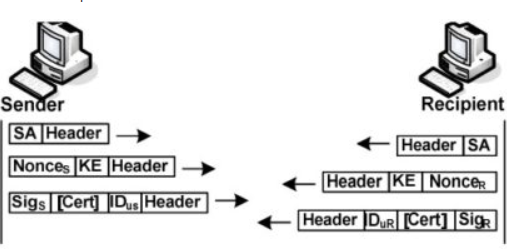 Sender Recipient
SA Header
Header SA
Nonces KE Header
Header KE NonceR
Sigs [Cert] IDus Header
Header IDuR [Cert] SigR